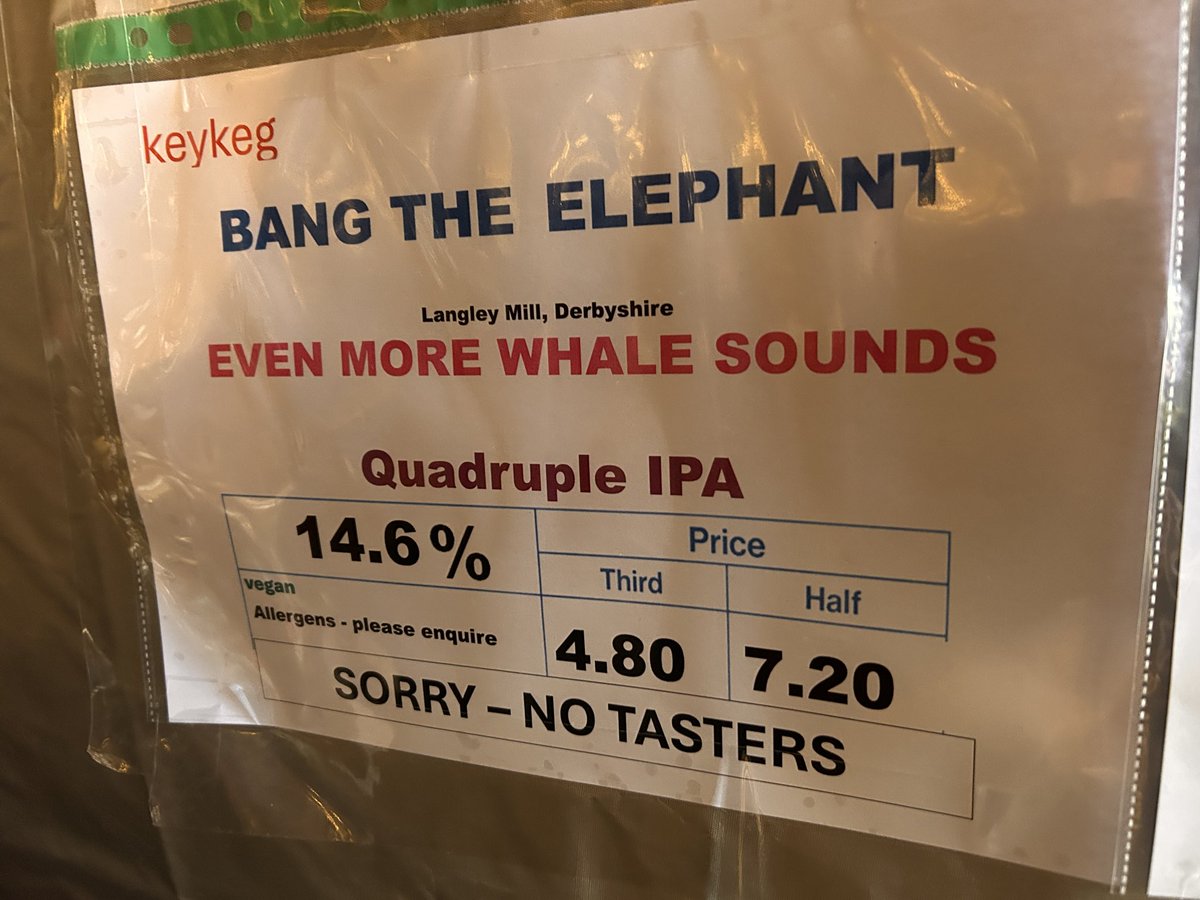 keykeg
BANG THE ELEPHANT
Langley Mill, Derbyshire
EVEN MORE WHALE SOUNDS
Quadruple IPA
14.6%
Price
Third
Half
vegan
Allergens - please enquire
4.80
7.20
SORRY – NO TASTERS